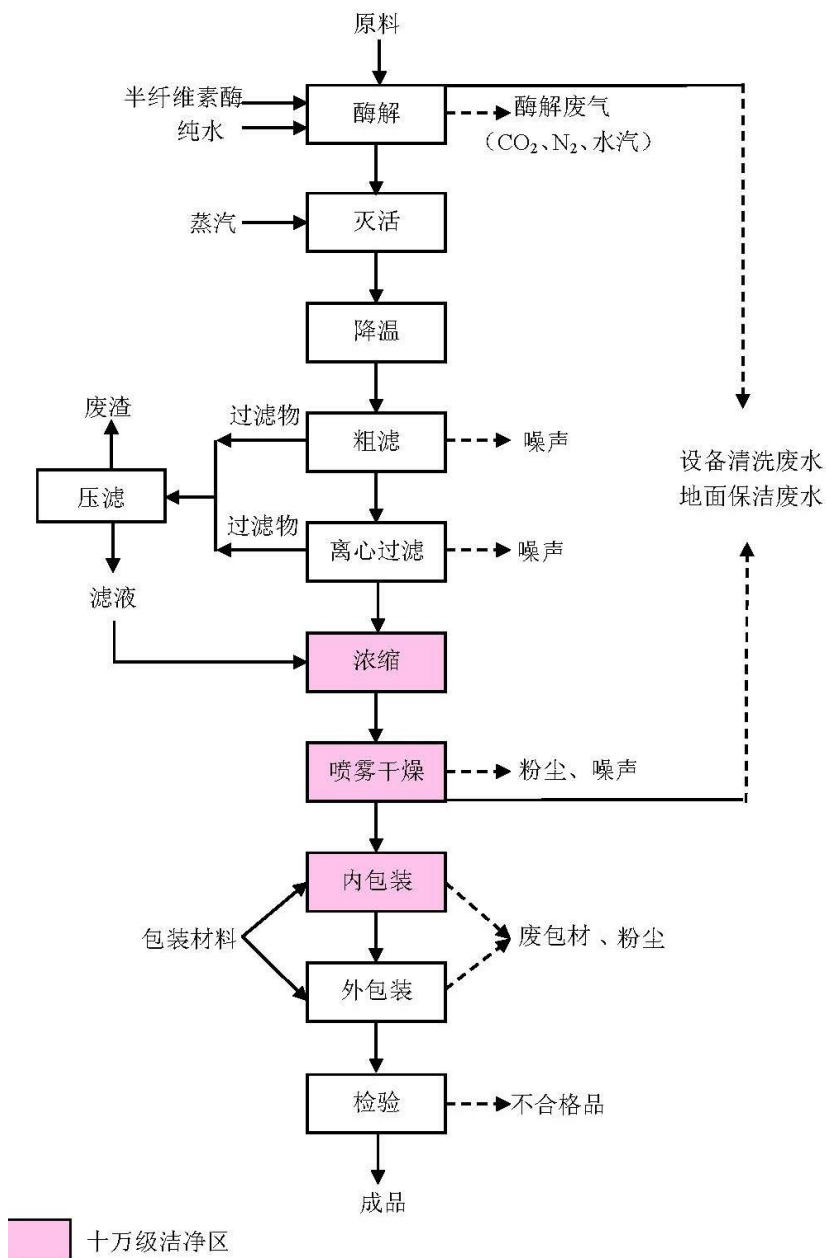 原料
半纤维素酶
纯水
酶解
酶解废气
（CO₂、N₂、水汽）
蒸汽
灭活
降温
废渣
过滤物
粗滤
噪声
设备清洗废水
地面保洁废水
压滤
过滤物
离心过滤
噪声
滤液
浓缩
喷雾干燥
粉尘、噪声
内包装
包装材料
废包材、粉尘
外包装
检验
不合格品
成品
十万级洁净区